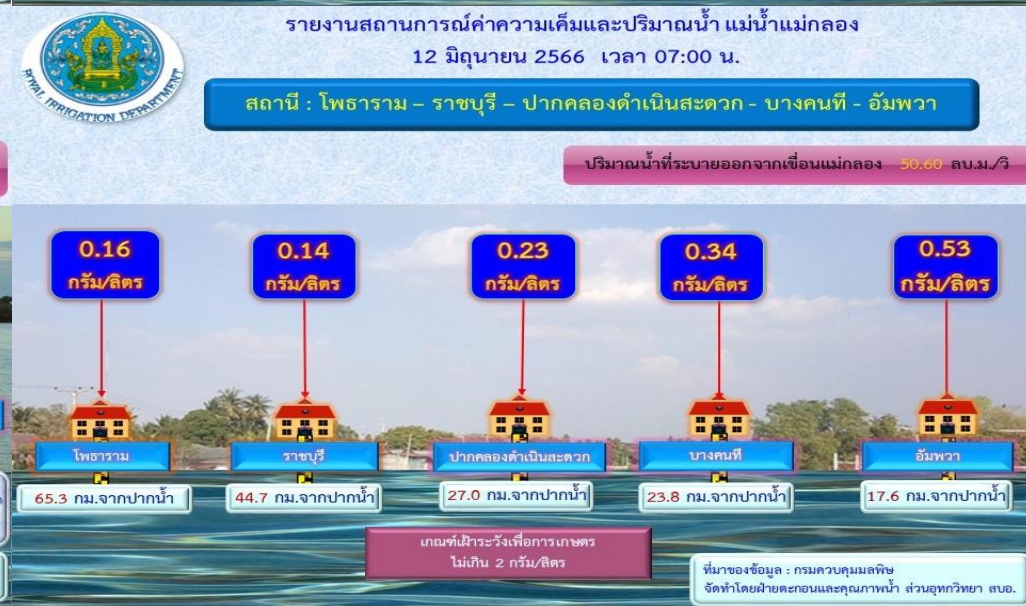 รายงานสถานการณ์ค่าความเค็มและปริมาณน้ำ แม่น้ำแม่กลอง
12 มิถุนายน 2566 เวลา 07:00 น.
ROYAL IRRIGATION DEPARTMENT
สถานี : โพธาราม – ราชบุรี – ปากคลองดำเนินสะดวก - บางคนที - อัมพวา
ปริมาณน้ำที่ระบายออกจากเขื่อนแม่กลอง 50.60 ลบ.ม./วิ
0.16 0.14 0.23 0.34 0.53
กรัม/ลิตร กรัม/ลิตร กรัม/ลิตร กรัม/ลิตร กรัม/ลิตร
โพธาราม ราชบุรี ปากคลองดำเนินสะดวก บางคนที อัมพวา
65.3 กม.จากปากน้ำ 44.7 กม.จากปากน้ำ 27.0 กม.จากปากน้ำ 23.8 กม.จากปากน้ำ 17.6 กม.จากปากน้ำ
เกณฑ์เฝ้าระวังเพื่อการเกษตร
ไม่เกิน 2 กรัม/ลิตร
ที่มาของข้อมูล : กรมควบคุมมลพิษ
จัดทำโดยฝ่ายตะกอนและคุณภาพน้ำ ส่วนอุทกวิทยา สบอ.